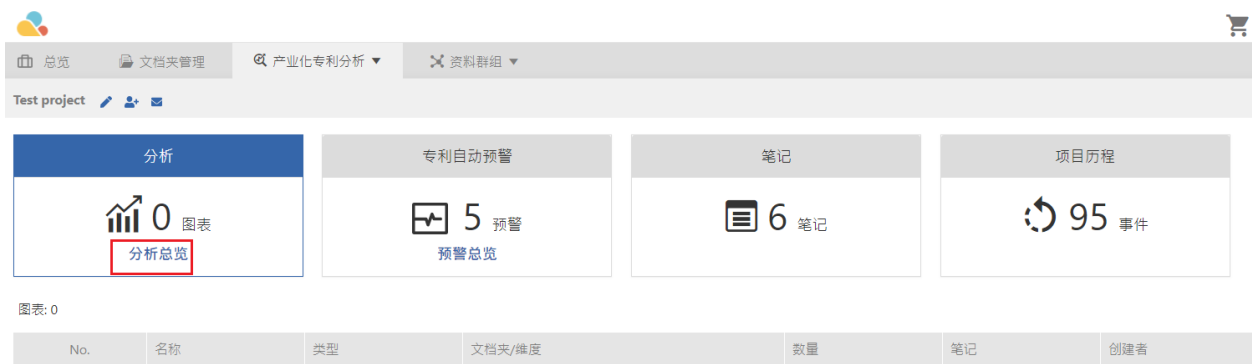 总览 文档夹管理 产业化专利分析 ▼ 资料群组 ▼
Test project
分析 专利自动预警 笔记 项目历程
0 图表 5 预警 6 笔记 95 事件
分析总览 预警总览
图表: 0
No. 名称 类型 文档夹/维度 数量 笔记 创建者